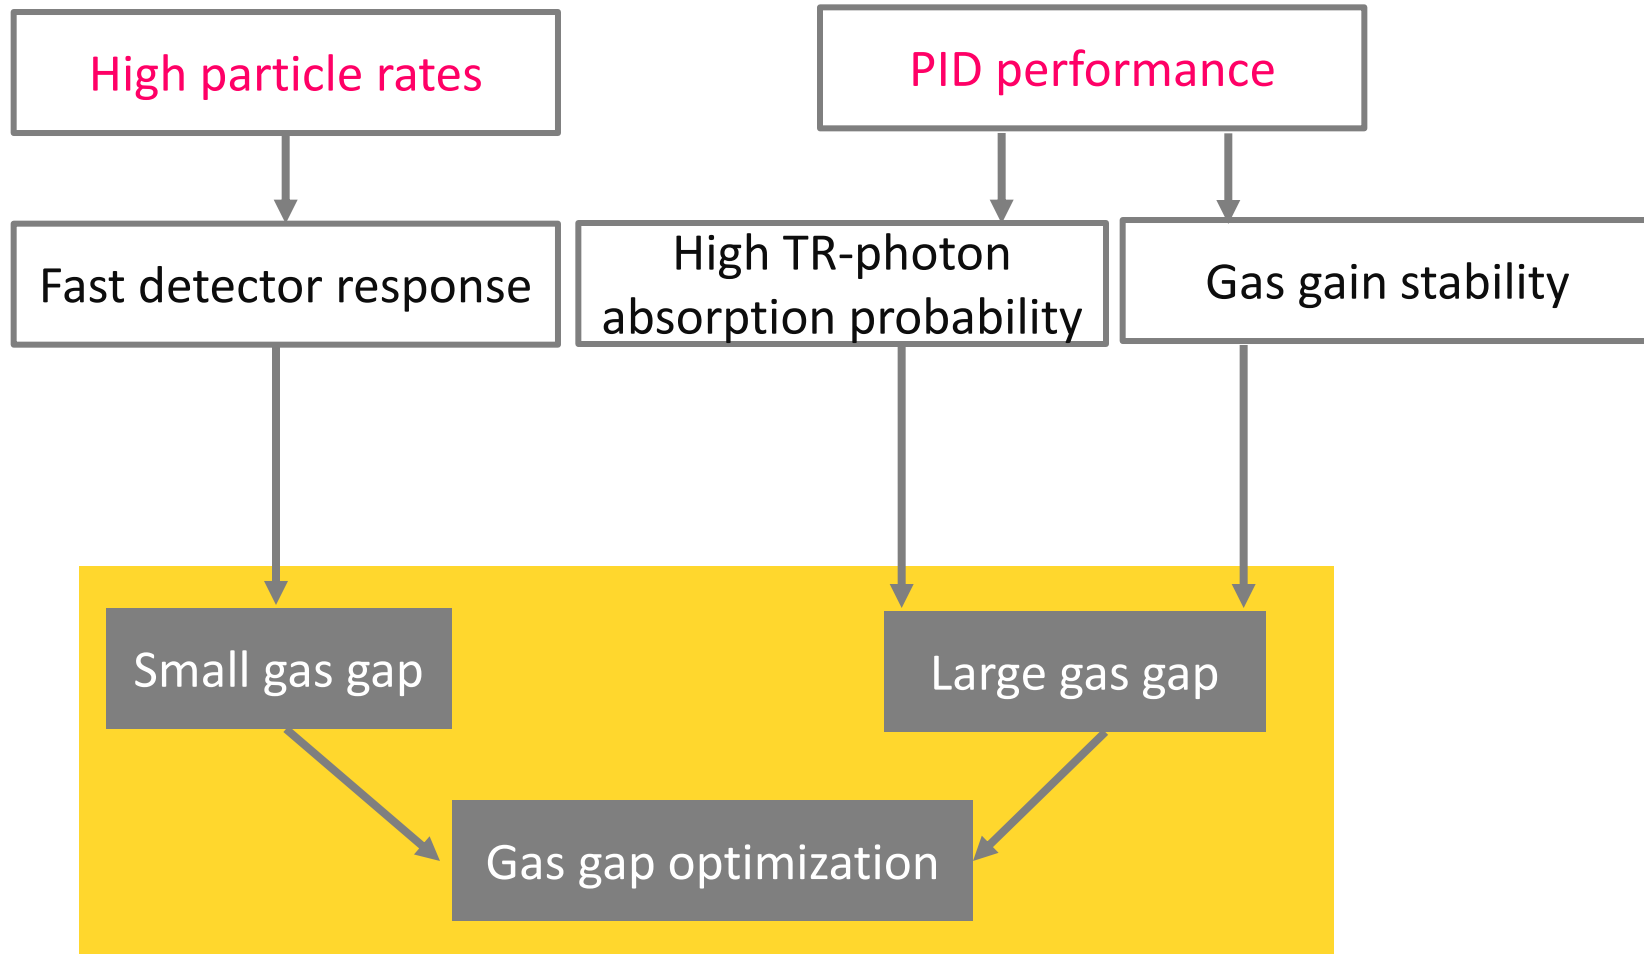 High particle rates
PID performance
Fast detector response
High TR-photon
absorption probability
Gas gain stability
Small gas gap
Large gas gap
Gas gap optimization